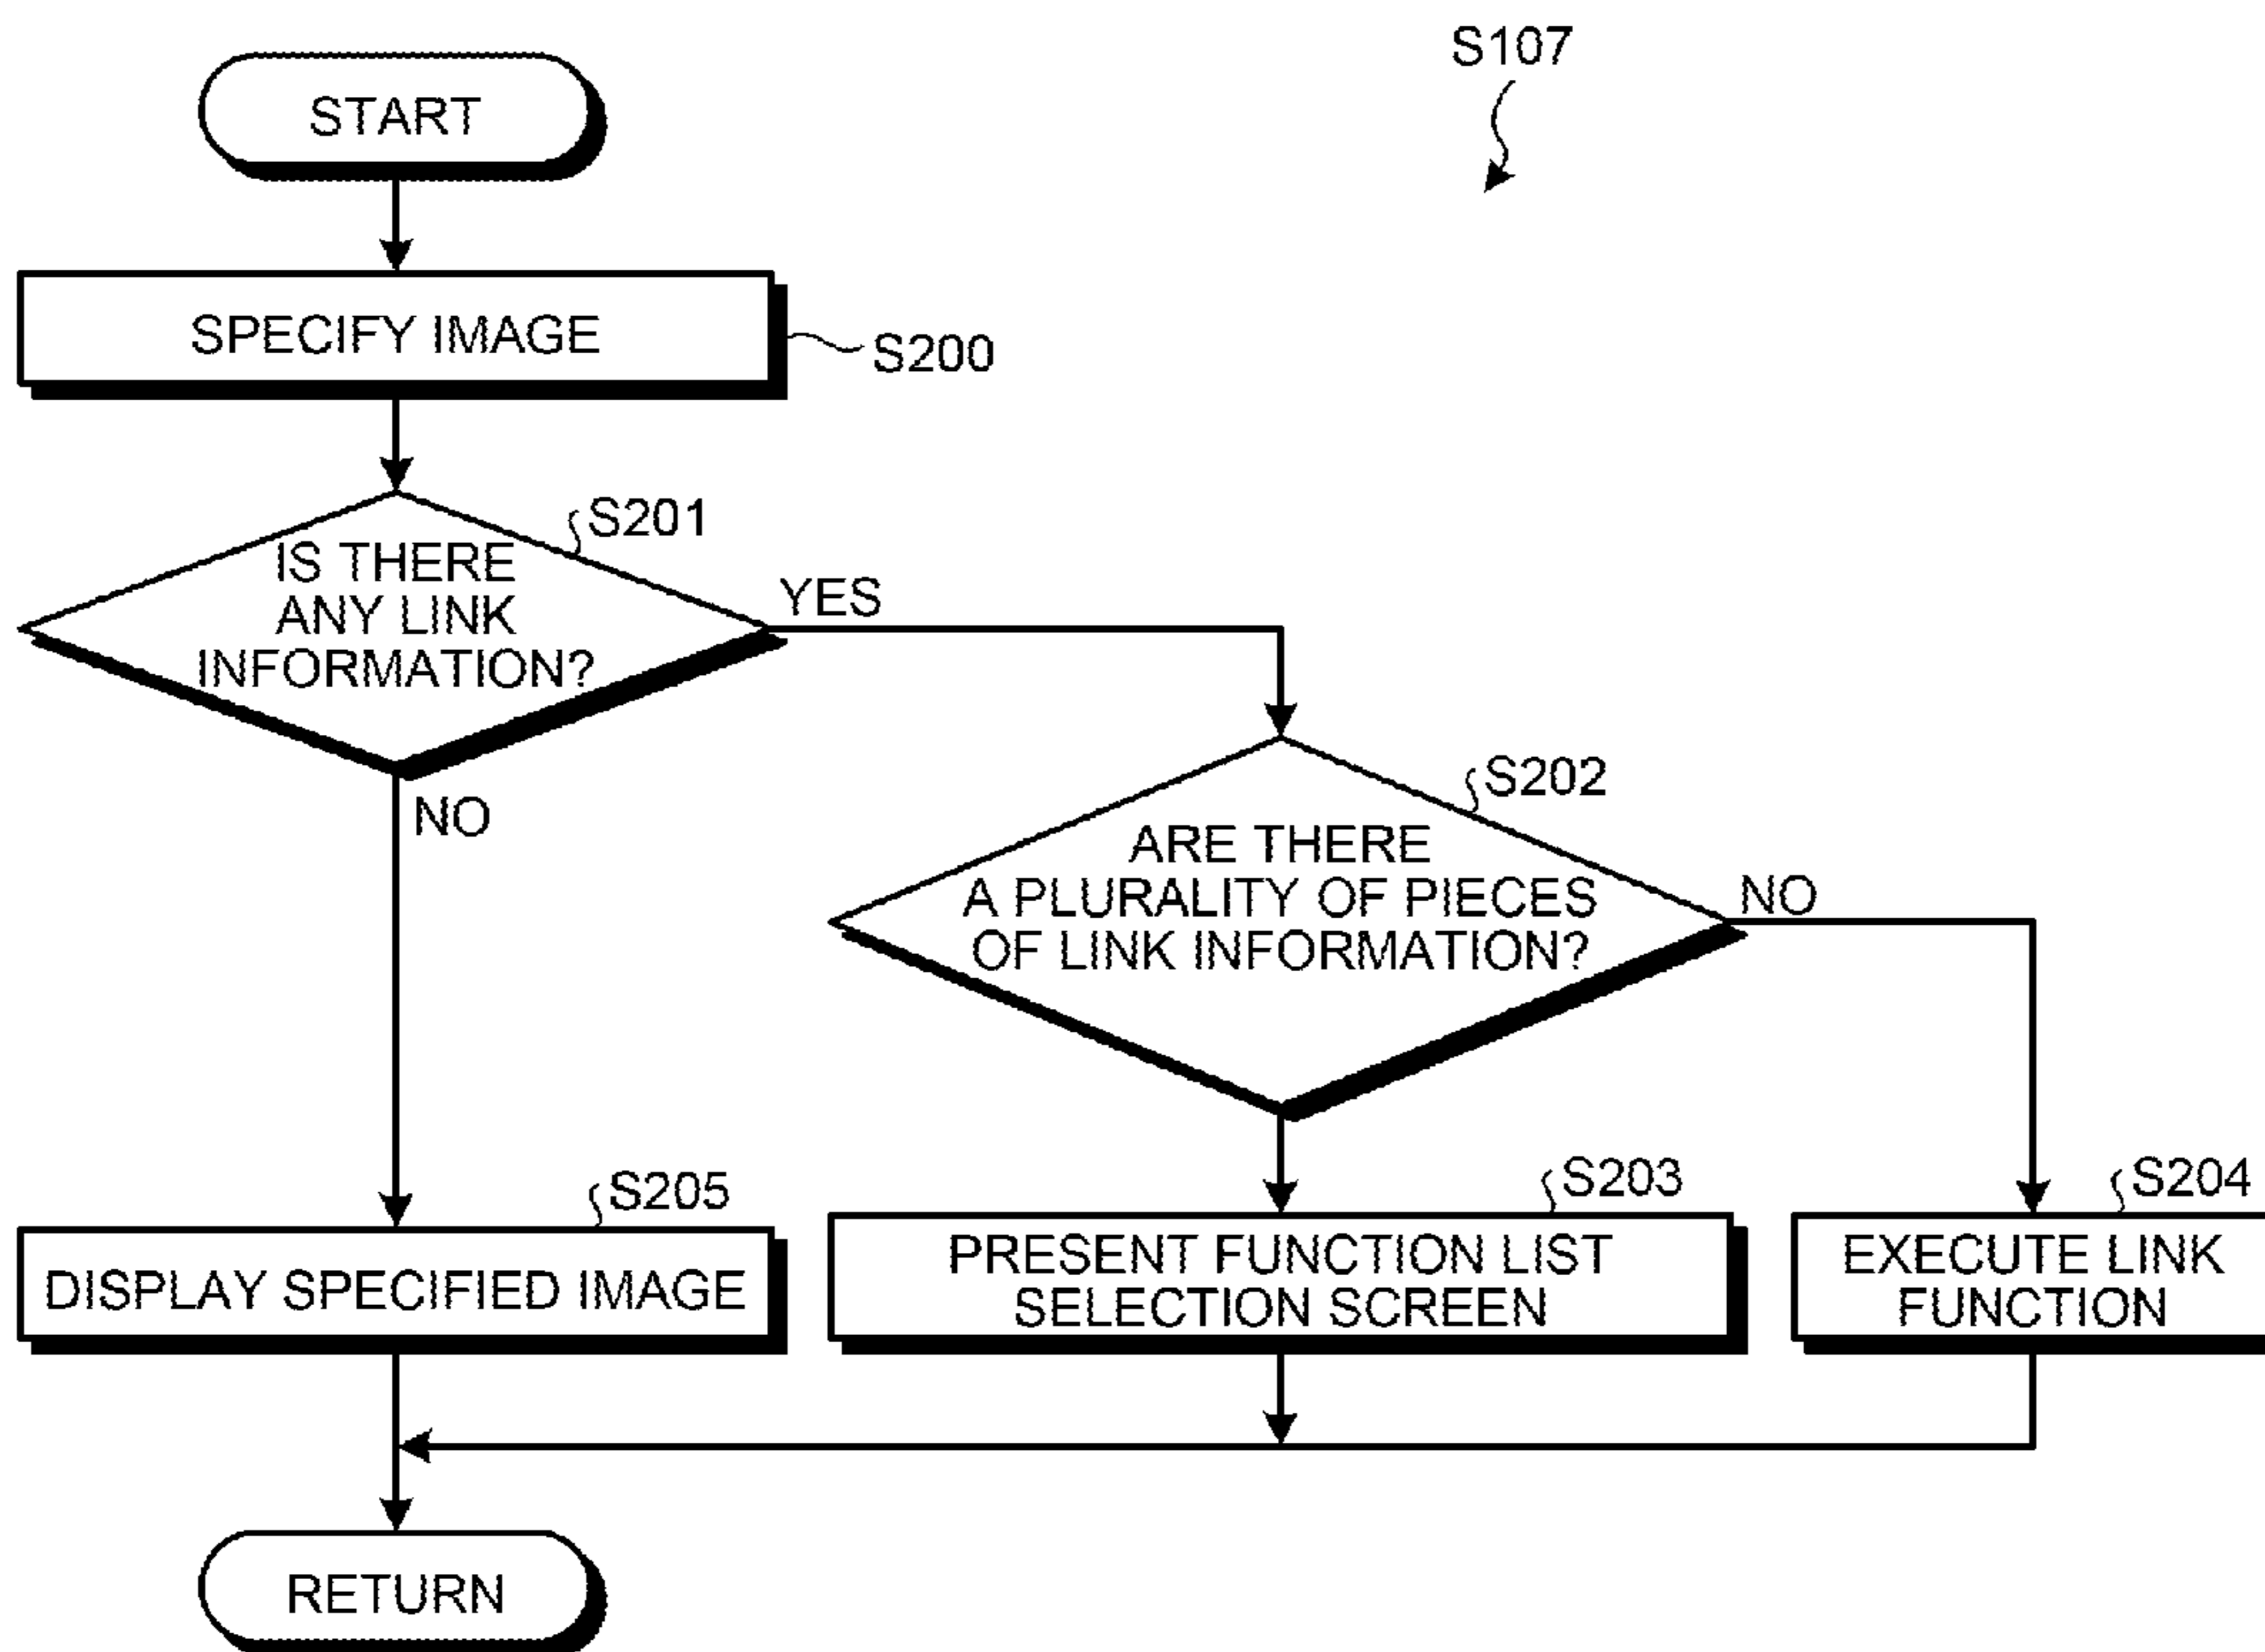 S107
START
SPECIFY IMAGE
S200
S201
IS THERE
ANY LINK
INFORMATION?
YES
NO
S202
ARE THERE
A PLURALITY OF PIECES
OF LINK INFORMATION?
NO
S205
DISPLAY SPECIFIED IMAGE
S203
PRESENT FUNCTION LIST
SELECTION SCREEN
S204
EXECUTE LINK
FUNCTION
RETURN